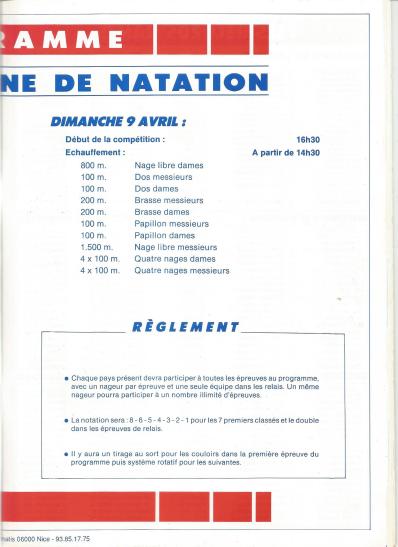 RAMME
NE DE NATATION
DIMANCHE 9 AVRIL :
Début de la compétition : 16h30
Echauffement : A partir de 14h30
800 m. Nage libre dames
100 m. Dos messieurs
100 m. Dos dames
200 m. Brasse messieurs
200 m. Brasse dames
100 m. Papillon messieurs
100 m. Papillon dames
1.500 m. Nage libre messieurs
4 x 100 m. Quatre nages dames
4 x 100 m. Quatre nages messieurs
RÈGLEMENT
• Chaque pays présent devra participer à toutes les épreuves au programme,
avec un nageur par épreuve et une seule équipe dans les relais. Un même
nageur pourra participer à un nombre illimité d'épreuves.
• La notation sera : 8 - 6 - 5 - 4 - 3 - 2 - 1 pour les 7 premiers classés et le double
dans les épreuves de relais.
• Il y aura un tirage au sort pour les couloirs dans la première épreuve du
programme puis système rotatif pour les suivantes.
06000 Nice - 93.85.17.75